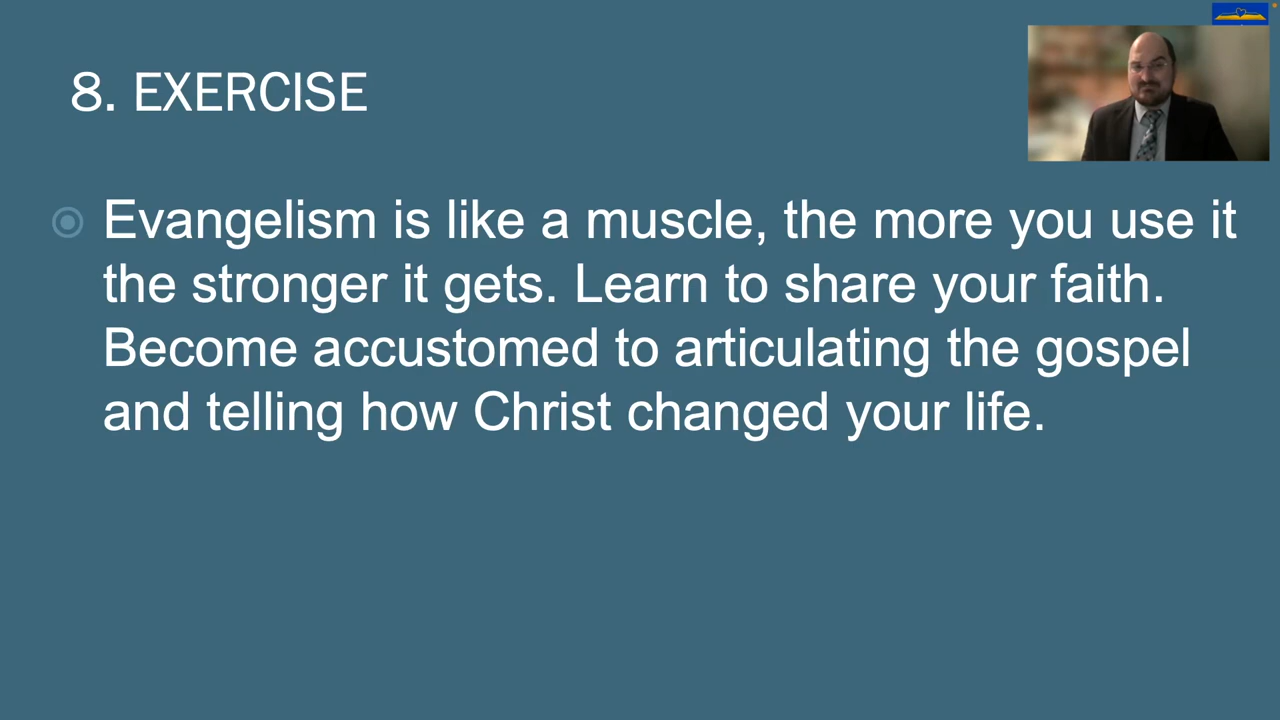 8. EXERCISE
Evangelism is like a muscle, the more you use it
the stronger it gets. Learn to share your faith.
Become accustomed to articulating the gospel
and telling how Christ changed your life.